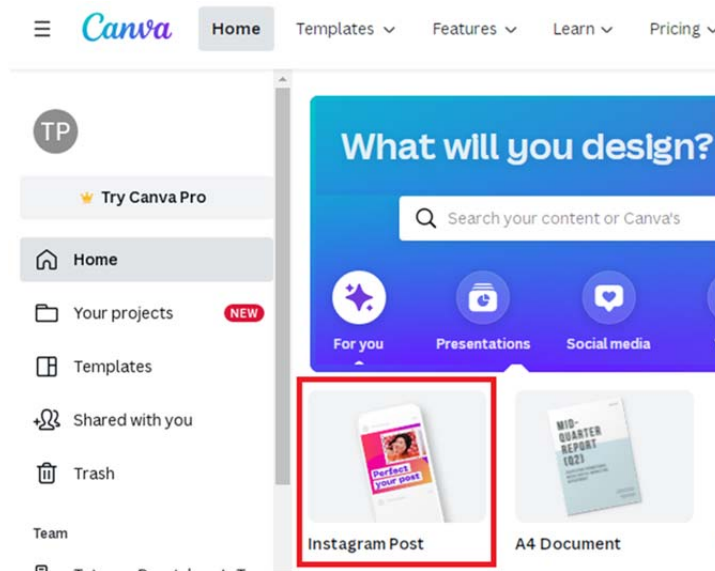 Canva Home Templates Features Learn Pricing
TP
Try Canva Pro
Home
Your projects NEW
Templates
Shared with you
Trash
Team
What will you design?
Search your content or Canva's
For you Presentations Social media
Perfect
your post
MID-
QUARTER
REPORT
(Q2)
Instagram Post A4 Document